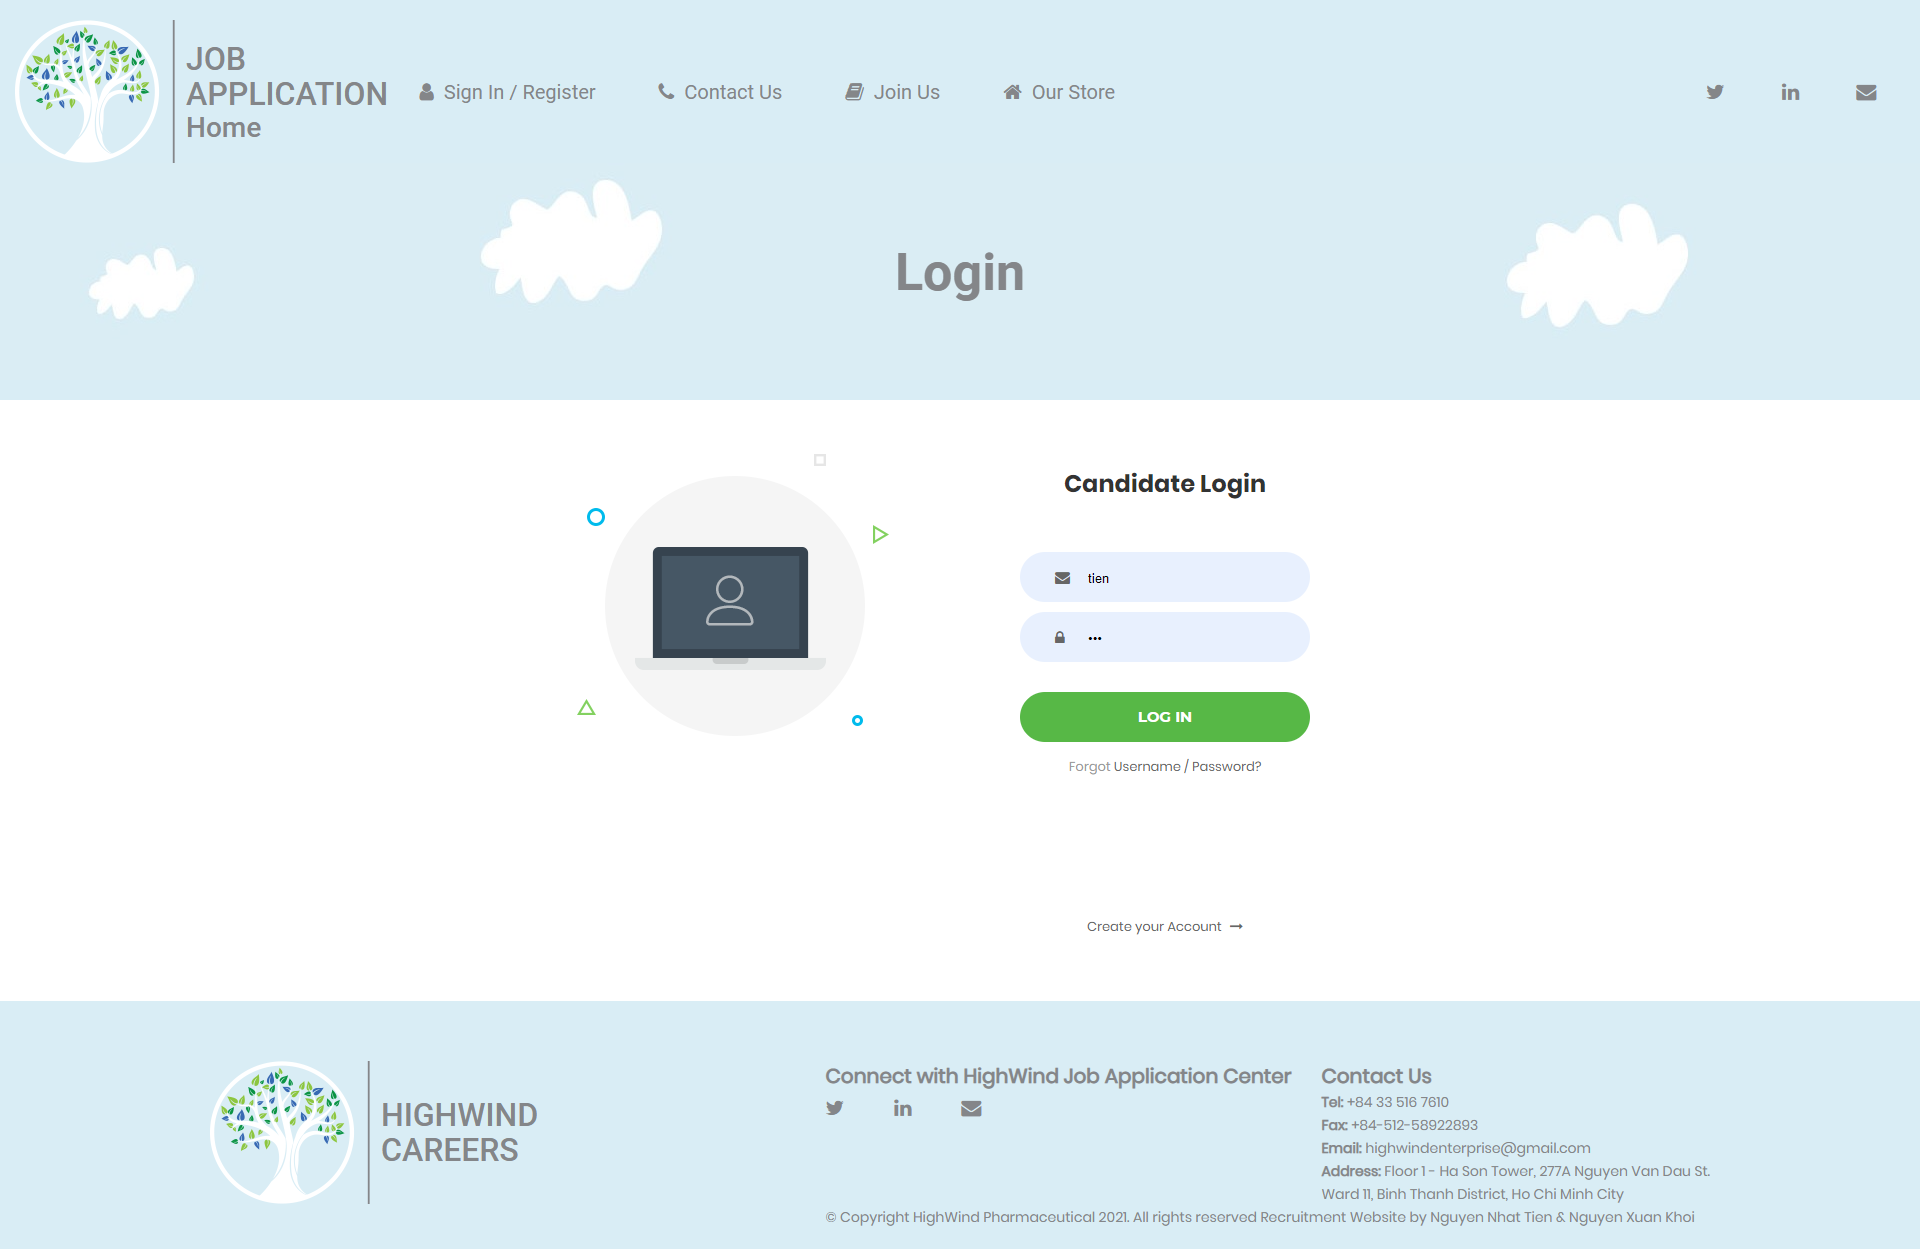 JOB
APPLICATION
Home
Sign In / Register
Contact Us
Join Us
Our Store
Login
Candidate Login
tien
•••
LOG IN
Forgot Username / Password?
Create your Account
HIGHWIND
CAREERS
Connect with HighWind Job Application Center
Contact Us
Tel: +84 33 516 7610
Fax: +84-512-58922893
Email: highwindenterprise@gmail.com
Address: Floor 1 - Ha Son Tower, 277A Nguyen Van Dau St.
Ward 11, Binh Thanh District, Ho Chi Minh City
© Copyright HighWind Pharmaceutical 2021. All rights reserved Recruitment Website by Nguyen Nhat Tien & Nguyen Xuan Khoi